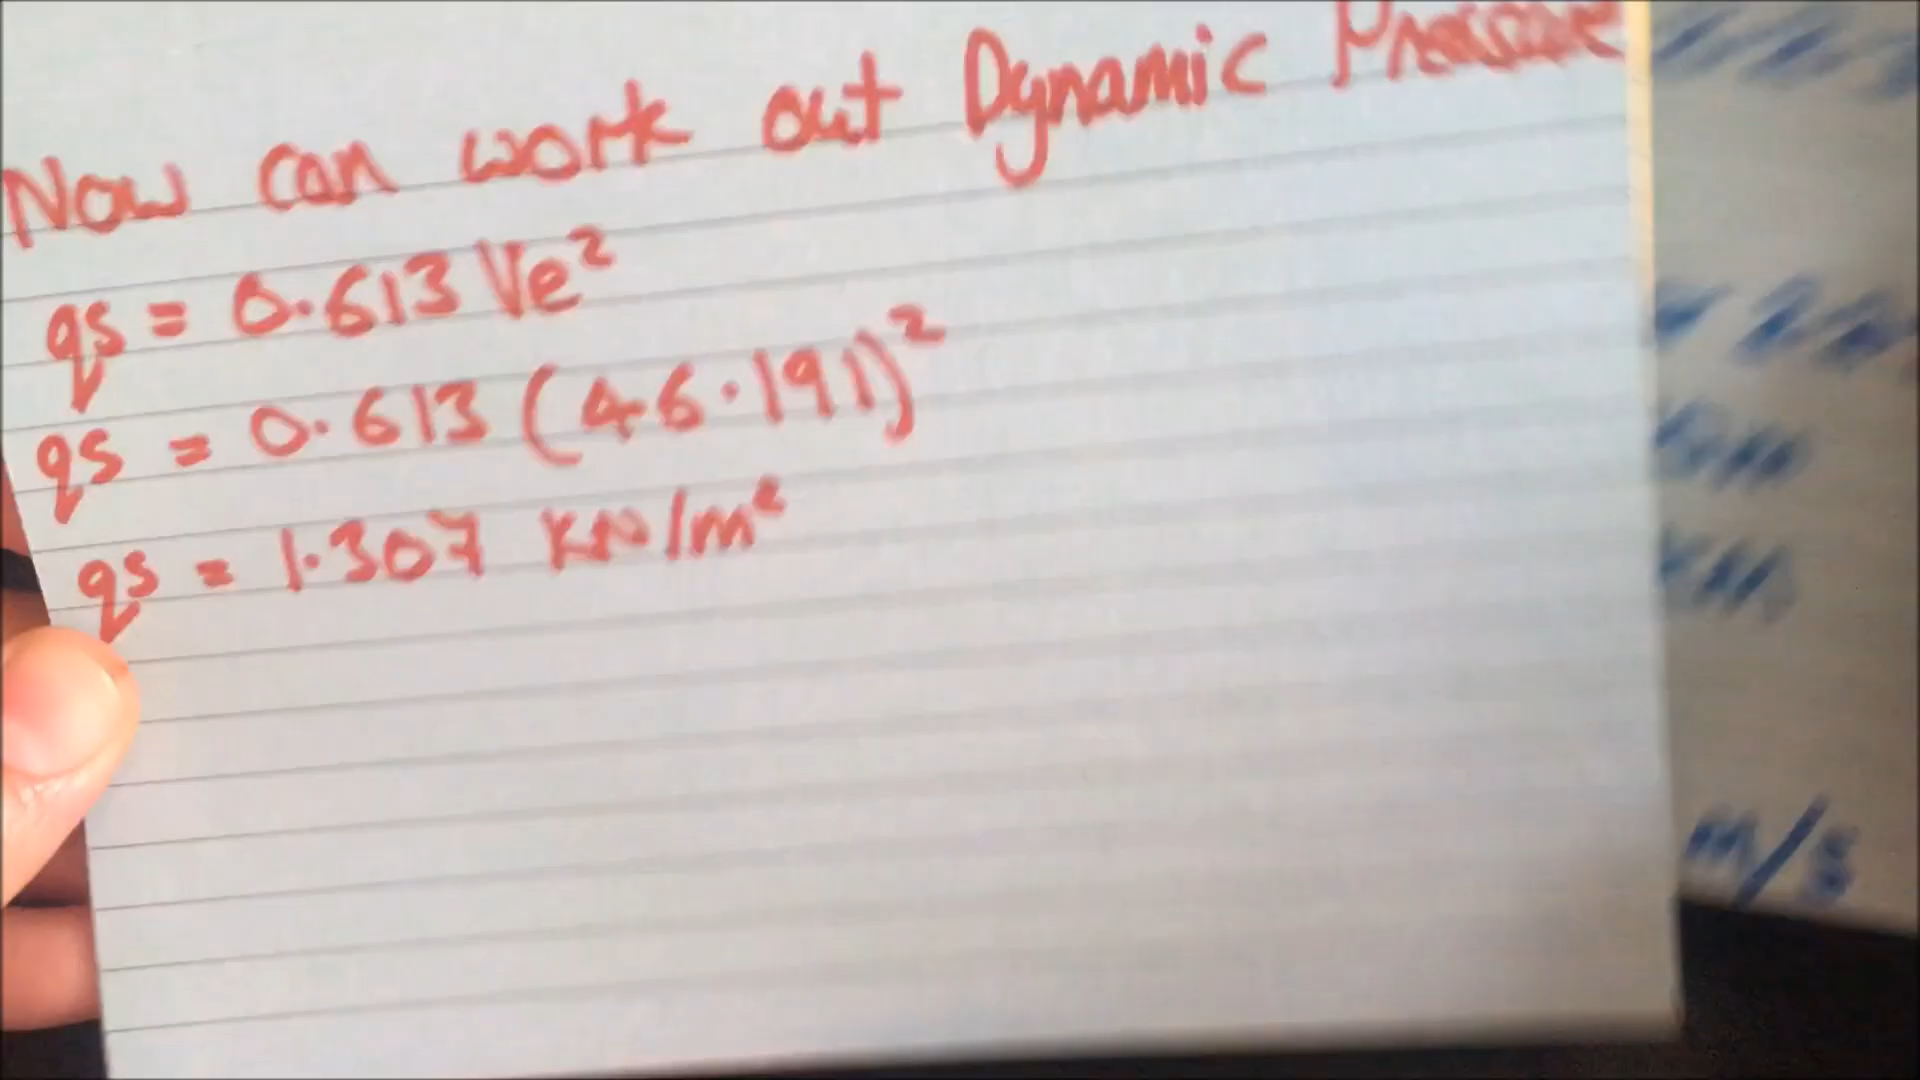 Now can work out Dynamic Pressure
qs = 0.613 Ve²
qs = 0.613 (46.191)²
qs = 1.307 KN/m²
m/s